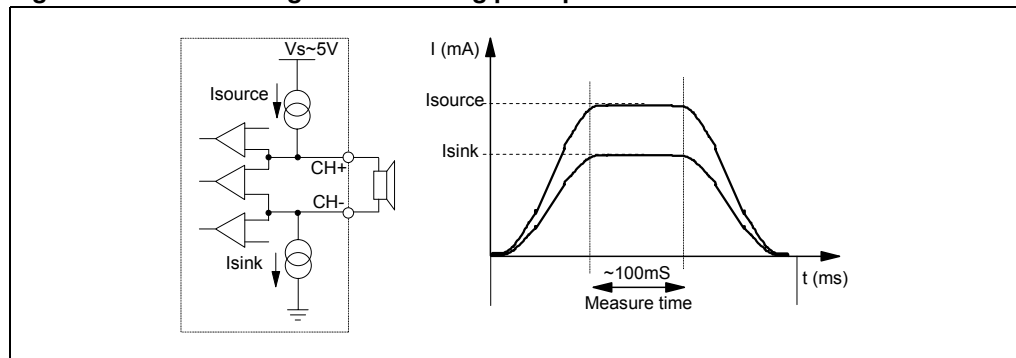 Vs~5V
Isource
CH+
CH-
Isink
I (mA)
Isource
Isink
~100mS
Measure time
t (ms)